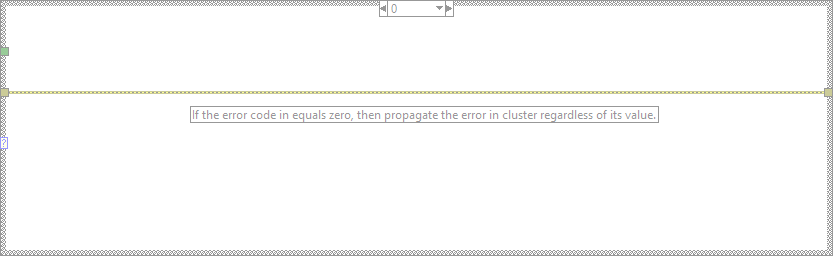 0
If the error code in equals zero, then propagate the error in cluster regardless of its value.
?